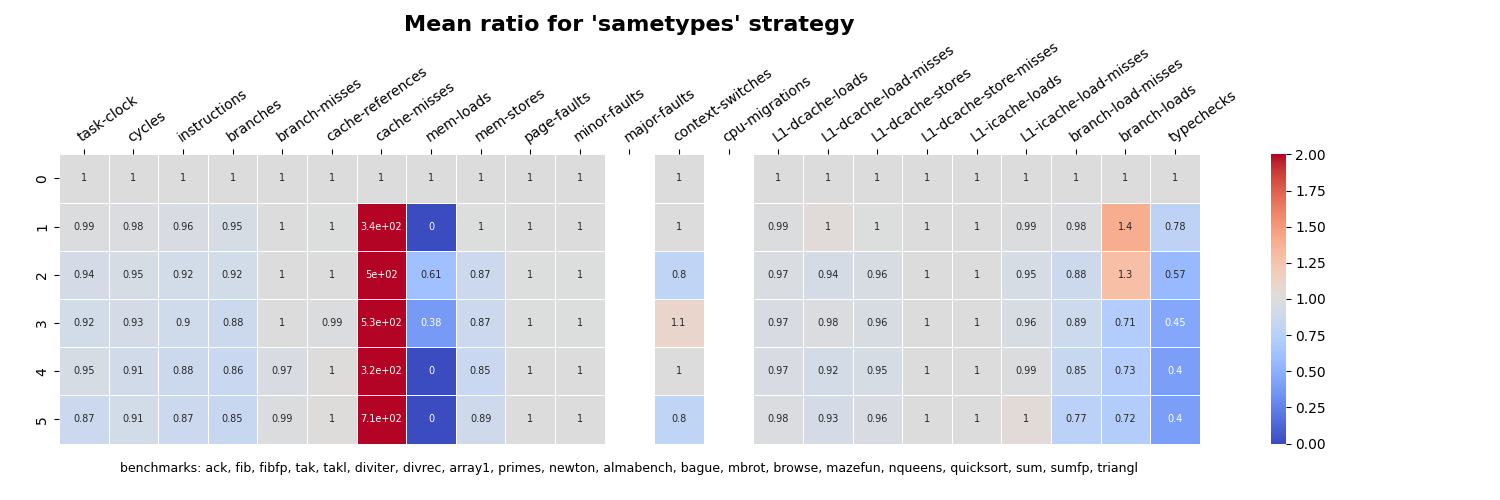 Mean ratio for 'sametypes' strategy
task-clock cycles instructions branches branch-misses cache-references cache-misses mem-loads mem-stores page-faults minor-faults major-faults context-switches cpu-migrations L1-dcache-loads L1-dcache-load-misses L1-dcache-stores L1-dcache-store-misses L1-icache-loads L1-icache-load-misses branch-load-misses branch-loads typechecks
0 1 1 1 1 1 1 1 1 1 1 1 1 1 1 1 1 1 1 1 1 1
1 0.99 0.98 0.96 0.95 1 1 3.4e+02 0 1 1 1 1 0.99 1 1 1 1 0.99 0.98 1.4 0.78
2 0.94 0.95 0.92 0.92 1 1 5e+02 0.61 0.87 1 1 0.8 0.97 0.94 0.96 1 1 0.95 0.88 1.3 0.57
3 0.92 0.93 0.9 0.88 1 0.99 5.3e+02 0.38 0.87 1 1 1.1 0.97 0.98 0.96 1 1 0.96 0.89 0.71 0.45
4 0.95 0.91 0.88 0.86 0.97 1 3.2e+02 0 0.85 1 1 1 0.97 0.92 0.95 1 1 0.99 0.85 0.73 0.4
5 0.87 0.91 0.87 0.85 0.99 1 7.1e+02 0 0.89 1 1 0.8 0.98 0.93 0.96 1 1 1 0.77 0.72 0.4
2.00
1.75
1.50
1.25
1.00
0.75
0.50
0.25
0.00
benchmarks: ack, fib, fibfp, tak, takl, diviter, divrec, array1, primes, newton, almabench, bague, mbrot, browse, mazefun, nqueens, quicksort, sum, sumfp, triangl